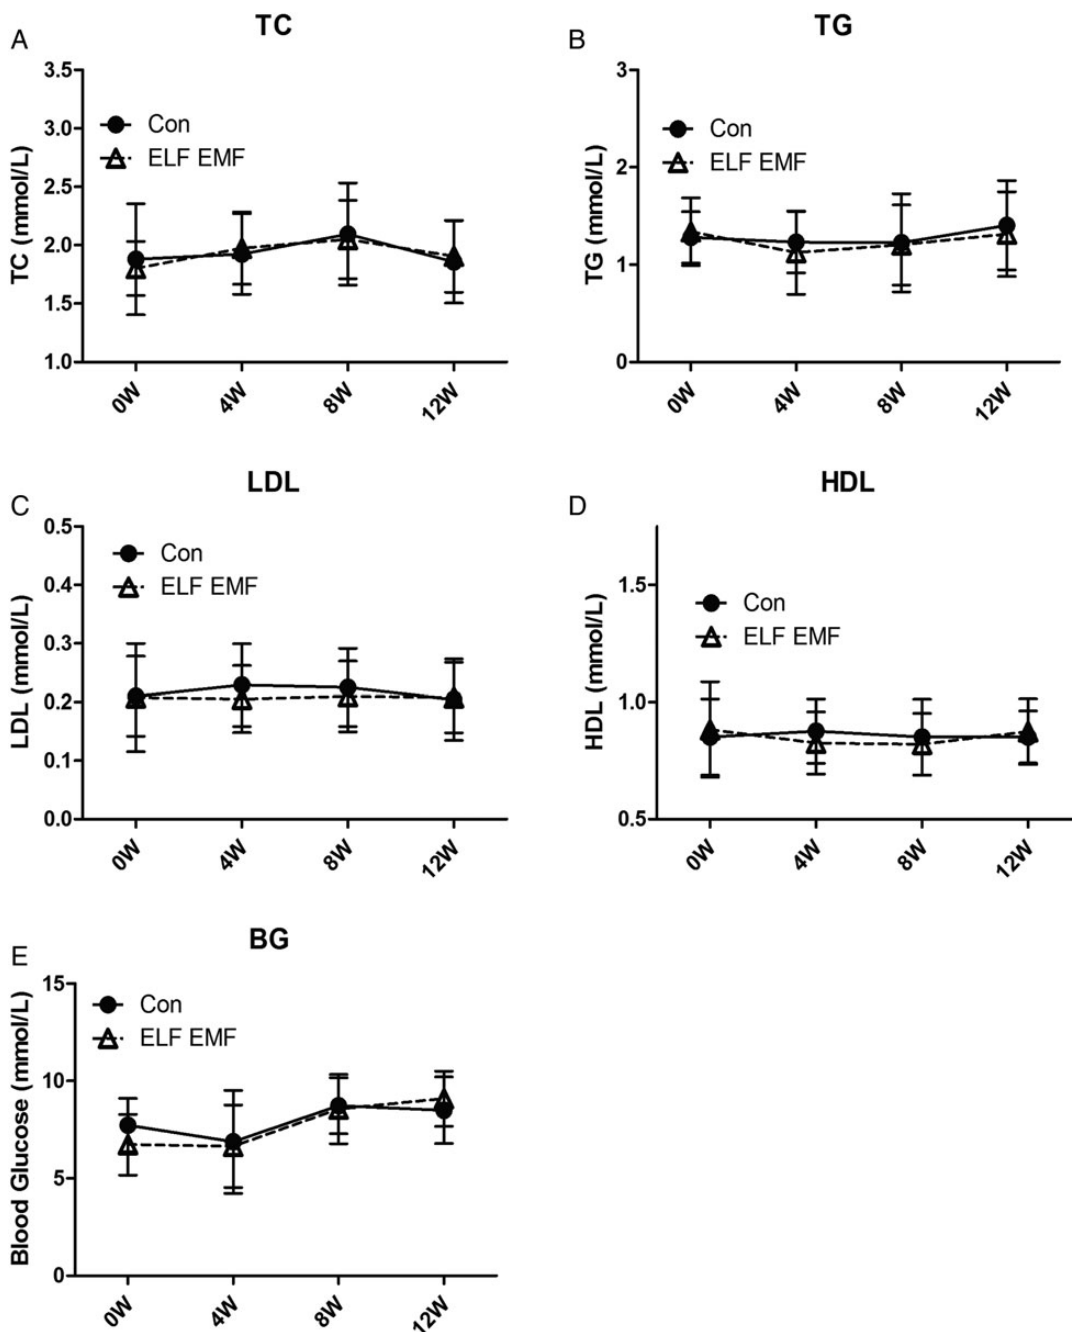 A
TC
TC (mmol/L)
3.5
3.0
2.5
2.0
1.5
1.0
Con
ELF EMF
0W
4W
8W
12W
B
TG
TG (mmol/L)
3
2
1
0
Con
ELF EMF
0W
4W
8W
12W
C
LDL
LDL (mmol/L)
0.5
0.4
0.3
0.2
0.1
0.0
Con
ELF EMF
0W
4W
8W
12W
D
HDL
HDL (mmol/L)
1.5
1.0
0.5
Con
ELF EMF
0W
4W
8W
12W
E
BG
Blood Glucose (mmol/L)
15
10
5
0
Con
ELF EMF
0W
4W
8W
12W